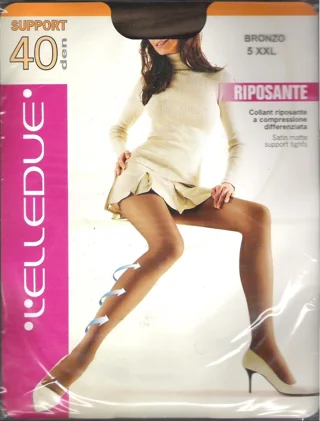 SUPPORT
40 den
BRONZO
5 XXL
RIPOSANTE
Collant riposante
a compressione
differenziata
Satin matte
support tights
L'ELLEDUE